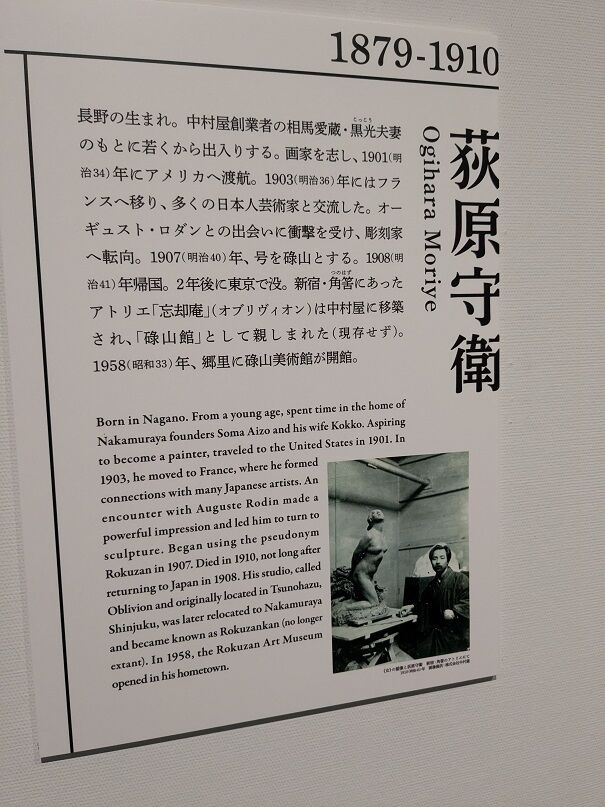 1879-1910
荻原守衛
Ogihara Moriye
長野の生まれ。中村屋創業者の相馬愛蔵・黒光夫妻
こっこう
のもとに若くから出入りする。画家を志し、1901(明
治34)年にアメリカへ渡航。1903(明治36)年にはフラ
ンスへ移り、多くの日本人芸術家と交流した。オー
ギュスト・ロダンとの出会いに衝撃を受け、彫刻家
へ転向。1907(明治40)年、号を碌山とする。1908(明
治41)年帰国。2年後に東京で没。新宿・角筈にあった
つのはず
アトリエ「忘却庵」(オブリヴィオン)は中村屋に移築
され、「碌山館」として親しまれた(現存せず)。
1958(昭和33)年、郷里に碌山美術館が開館。
Born in Nagano. From a young age, spent time in the home of
Nakamuraya founders Soma Aizo and his wife Kokko. Aspiring
to become a painter, traveled to the United States in 1901. In
1903, he moved to France, where he formed
connections with many Japanese artists. An
encounter with Auguste Rodin made a
powerful impression and led him to turn to
sculpture. Began using the pseudonym
Rokuzan in 1907. Died in 1910, not long after
returning to Japan in 1908. His studio, called
Oblivion and originally located in Tsunohazu,
Shinjuku, was later relocated to Nakamuraya
and became known as Rokuzankan (no longer
extant). In 1958, the Rokuzan Art Museum
opened in his hometown.